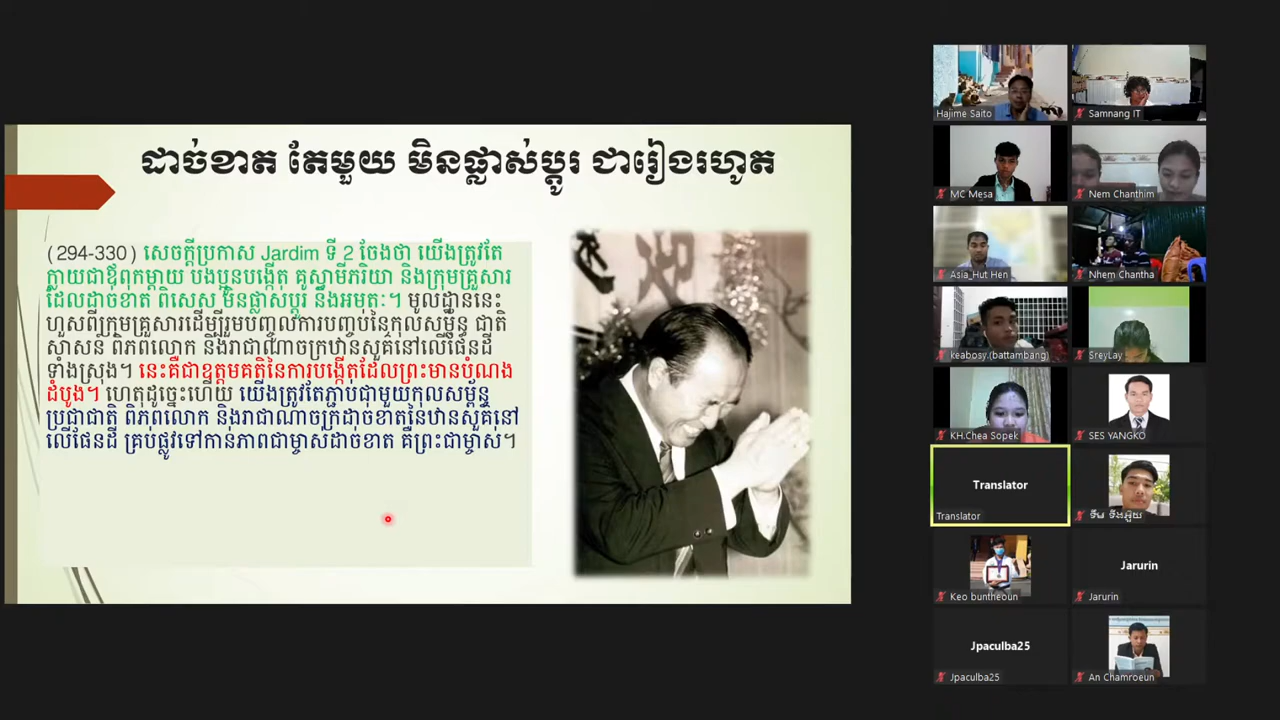 ដាច់ខាត តែមួយ មិនផ្លាស់ប្តូរ ជារៀងរហូត
(294-330) សេចក្តីប្រកាស Jardim ទី 2 ចែងថា យើងត្រូវតែ
ក្លាយជាឪពុកម្តាយ បងប្អូនបង្កើត គូស្វាមីភរិយា និងក្រុមគ្រួសារ
ដែលដាច់ខាត ពិសេស មិនផ្លាស់ប្តូរ និងអមតៈ។ មូលដ្ឋាននេះ
ហួសពីក្រុមគ្រួសារដើម្បីរួមបញ្ចូលការបញ្ចប់នៃកុលសម្ព័ន្ធ ជាតិ
សាសន៍ ពិភពលោក និងរាជាណាចក្រឋានសួគ៌នៅលើផែនដី
ទាំងស្រុង។ នេះគឺជាឧត្តមគតិនៃការបង្កើតដែលព្រះមានបំណង
ដំបូង។ ហេតុដូច្នេះហើយ យើងត្រូវតែភ្ជាប់ជាមួយកុលសម្ព័ន្ធ
ប្រជាជាតិ ពិភពលោក និងរាជាណាចក្រដាច់ខាតនៃឋានសួគ៌នៅ
លើផែនដី គ្រប់ផ្លូវទៅកាន់ភាពជាម្ចាស់ដាច់ខាត គឺព្រះជាម្ចាស់។
Hajime Saito
Samnang IT
MC Mesa
Nem Chanthim
Asia_Hut Hen
Nhem Chantha
keabosy.(battambang)
SreyLay
KH.Chea Sopek
SES YANGKO
Translator
Translator
Keo buntheoun
Jarurin
Jarurin
Jpaculba25
Jpaculba25
An Chamroeun